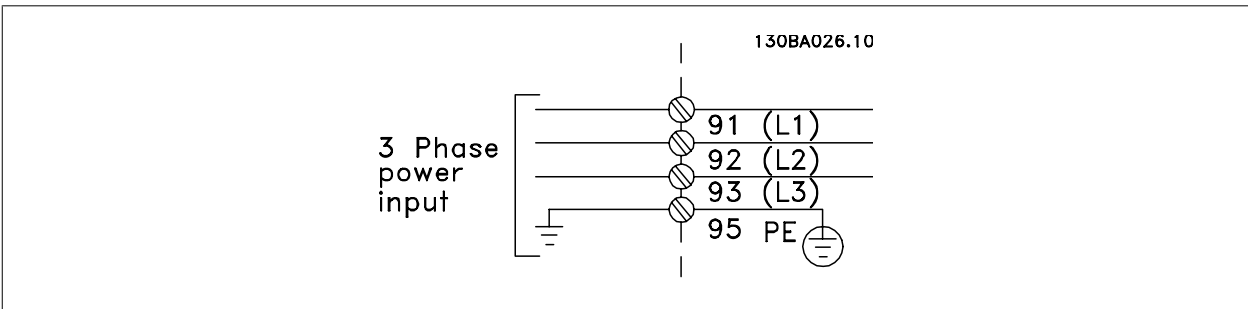 130BA026.10
3 Phase
power
input
91 (L1)
92 (L2)
93 (L3)
95 PE